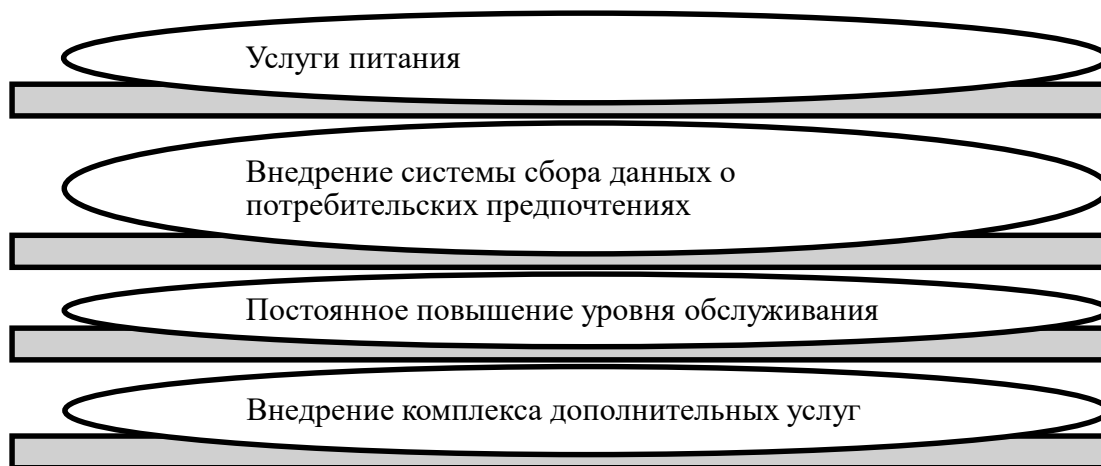 Услуги питания
Внедрение системы сбора данных о
потребительских предпочтениях
Постоянное повышение уровня обслуживания
Внедрение комплекса дополнительных услуг